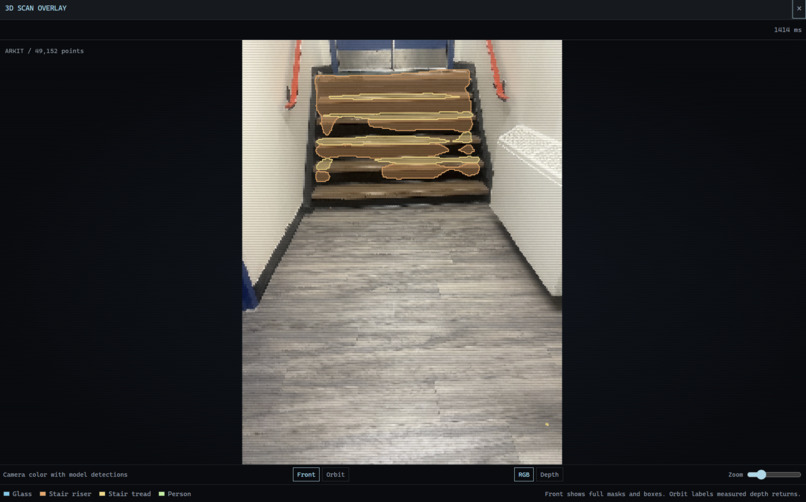 3D SCAN OVERLAY
×
1414 ms
ARKIT / 49,152 points
Camera color with model detections
Front Orbit
RGB Depth
Zoom
Glass Stair riser Stair tread Person
Front shows full masks and boxes. Orbit labels measured depth returns.